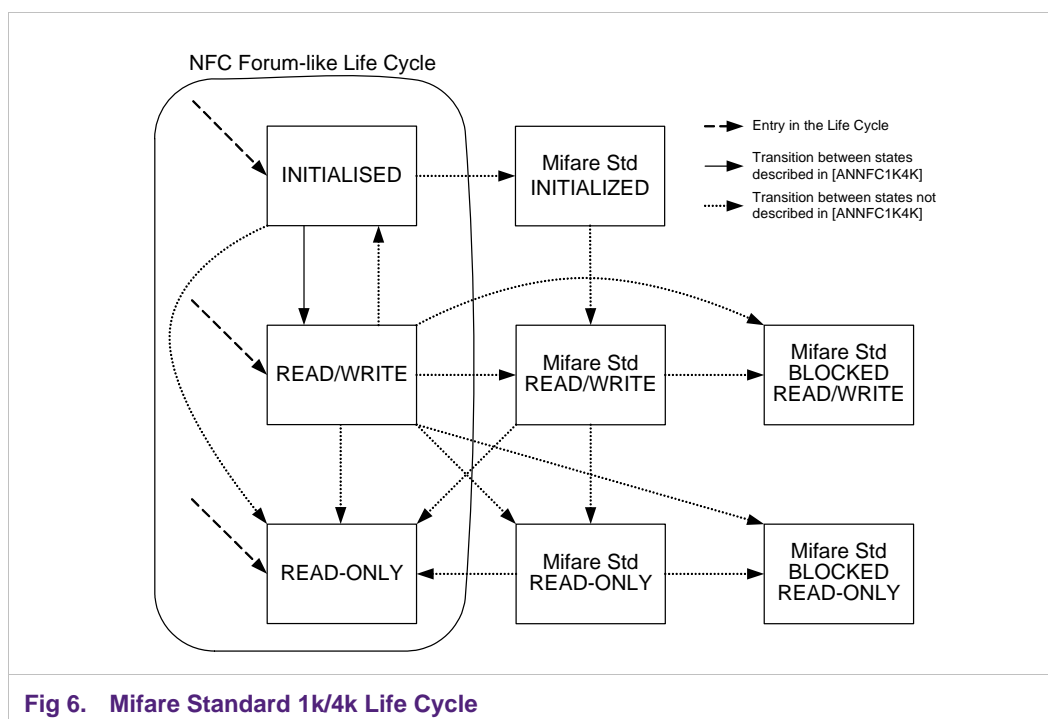 NFC Forum-like Life Cycle
INITIALISED
Mifare Std
INITIALIZED
Entry in the Life Cycle
Transition between states
described in [ANNFC1K4K]
Transition between states not
described in [ANNFC1K4K]
READ/WRITE
Mifare Std
READ/WRITE
Mifare Std
BLOCKED
READ/WRITE
READ-ONLY
Mifare Std
READ-ONLY
Mifare Std
BLOCKED
READ-ONLY
Fig 6. Mifare Standard 1k/4k Life Cycle